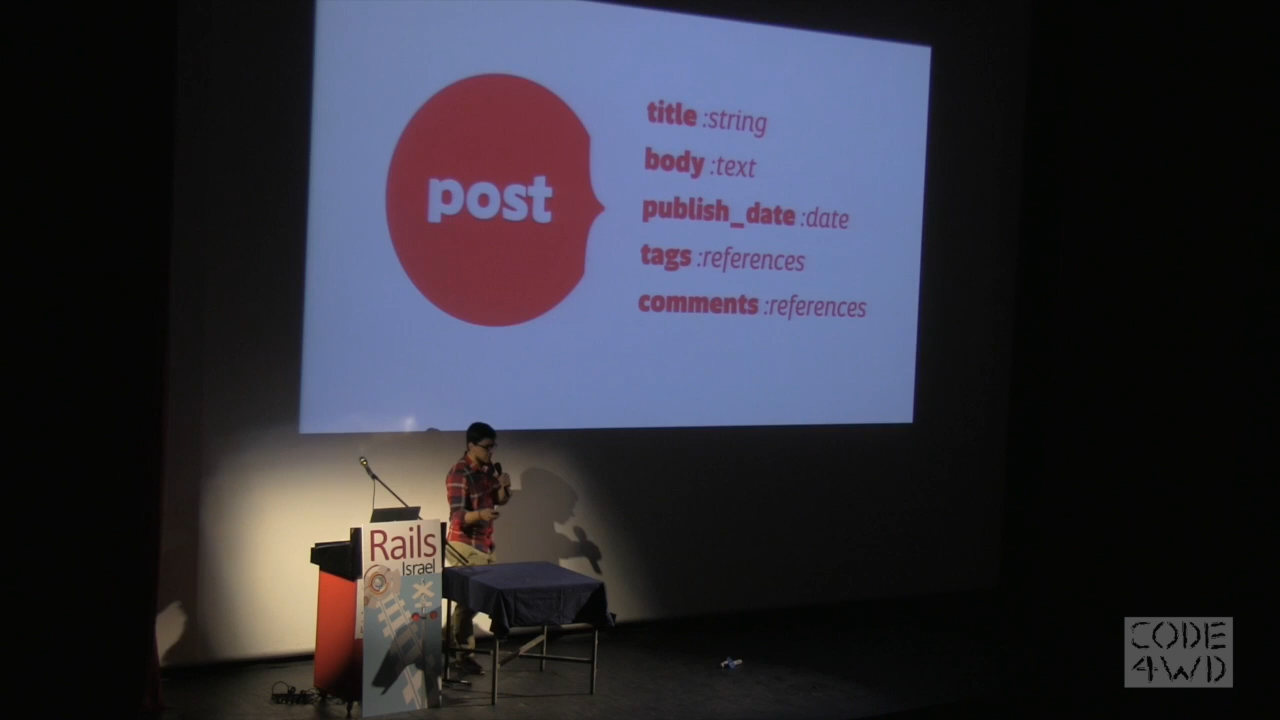 post
title :string
body :text
publish_date :date
tags :references
comments :references
Rails
Israel
CODE
4WD